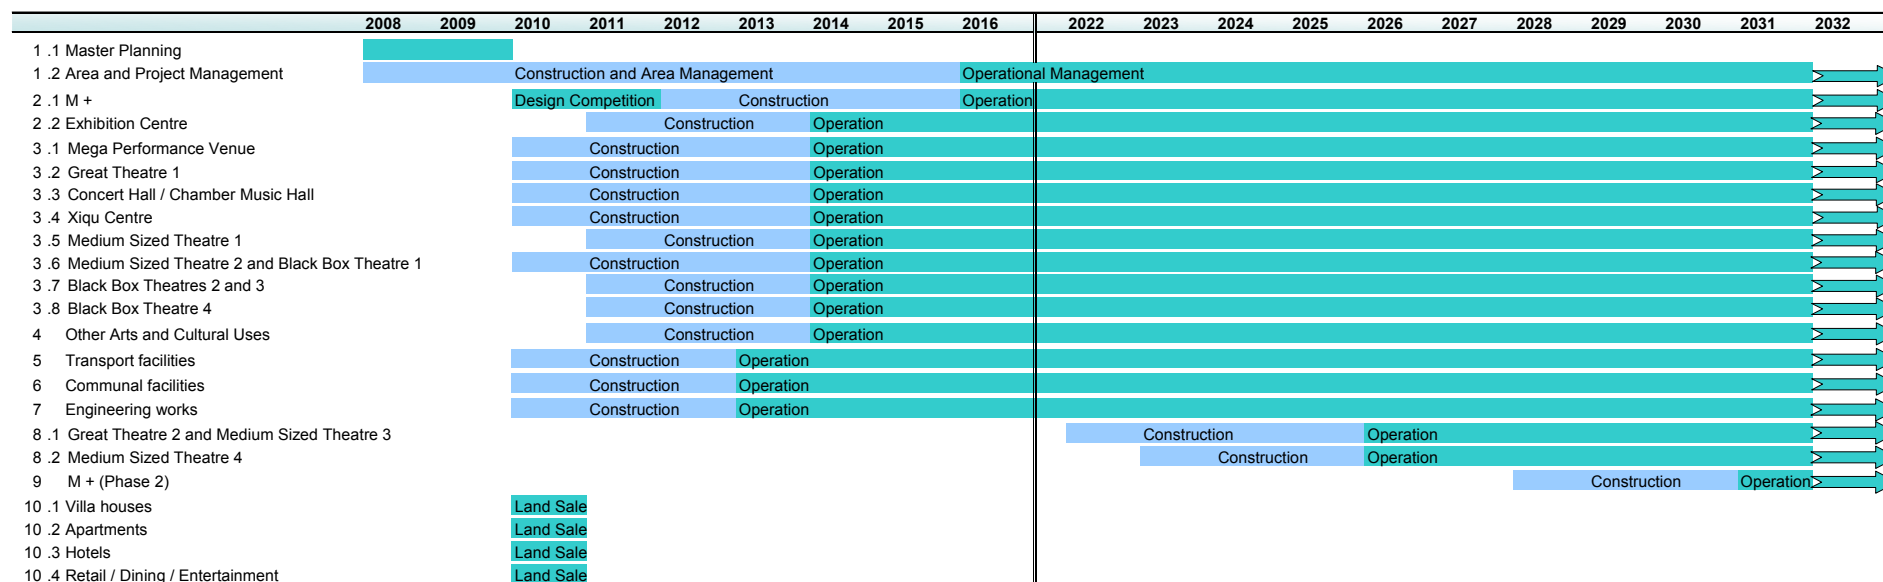 2008 2009 2010 2011 2012 2013 2014 2015 2016 2022 2023 2024 2025 2026 2027 2028 2029 2030 2031 2032
1 .1 Master Planning
1 .2 Area and Project Management Construction and Area Management Operational Management
2 .1 M + Design Competition Construction Operation
2 .2 Exhibition Centre Construction Operation
3 .1 Mega Performance Venue Construction Operation
3 .2 Great Theatre 1 Construction Operation
3 .3 Concert Hall / Chamber Music Hall Construction Operation
3 .4 Xiqu Centre Construction Operation
3 .5 Medium Sized Theatre 1 Construction Operation
3 .6 Medium Sized Theatre 2 and Black Box Theatre 1 Construction Operation
3 .7 Black Box Theatres 2 and 3 Construction Operation
3 .8 Black Box Theatre 4 Construction Operation
4 Other Arts and Cultural Uses Construction Operation
5 Transport facilities Construction Operation
6 Communal facilities Construction Operation
7 Engineering works Construction Operation
8 .1 Great Theatre 2 and Medium Sized Theatre 3 Construction Operation
8 .2 Medium Sized Theatre 4 Construction Operation
9 M + (Phase 2) Construction Operation
10 .1 Villa houses Land Sale
10 .2 Apartments Land Sale
10 .3 Hotels Land Sale
10 .4 Retail / Dining / Entertainment Land Sale